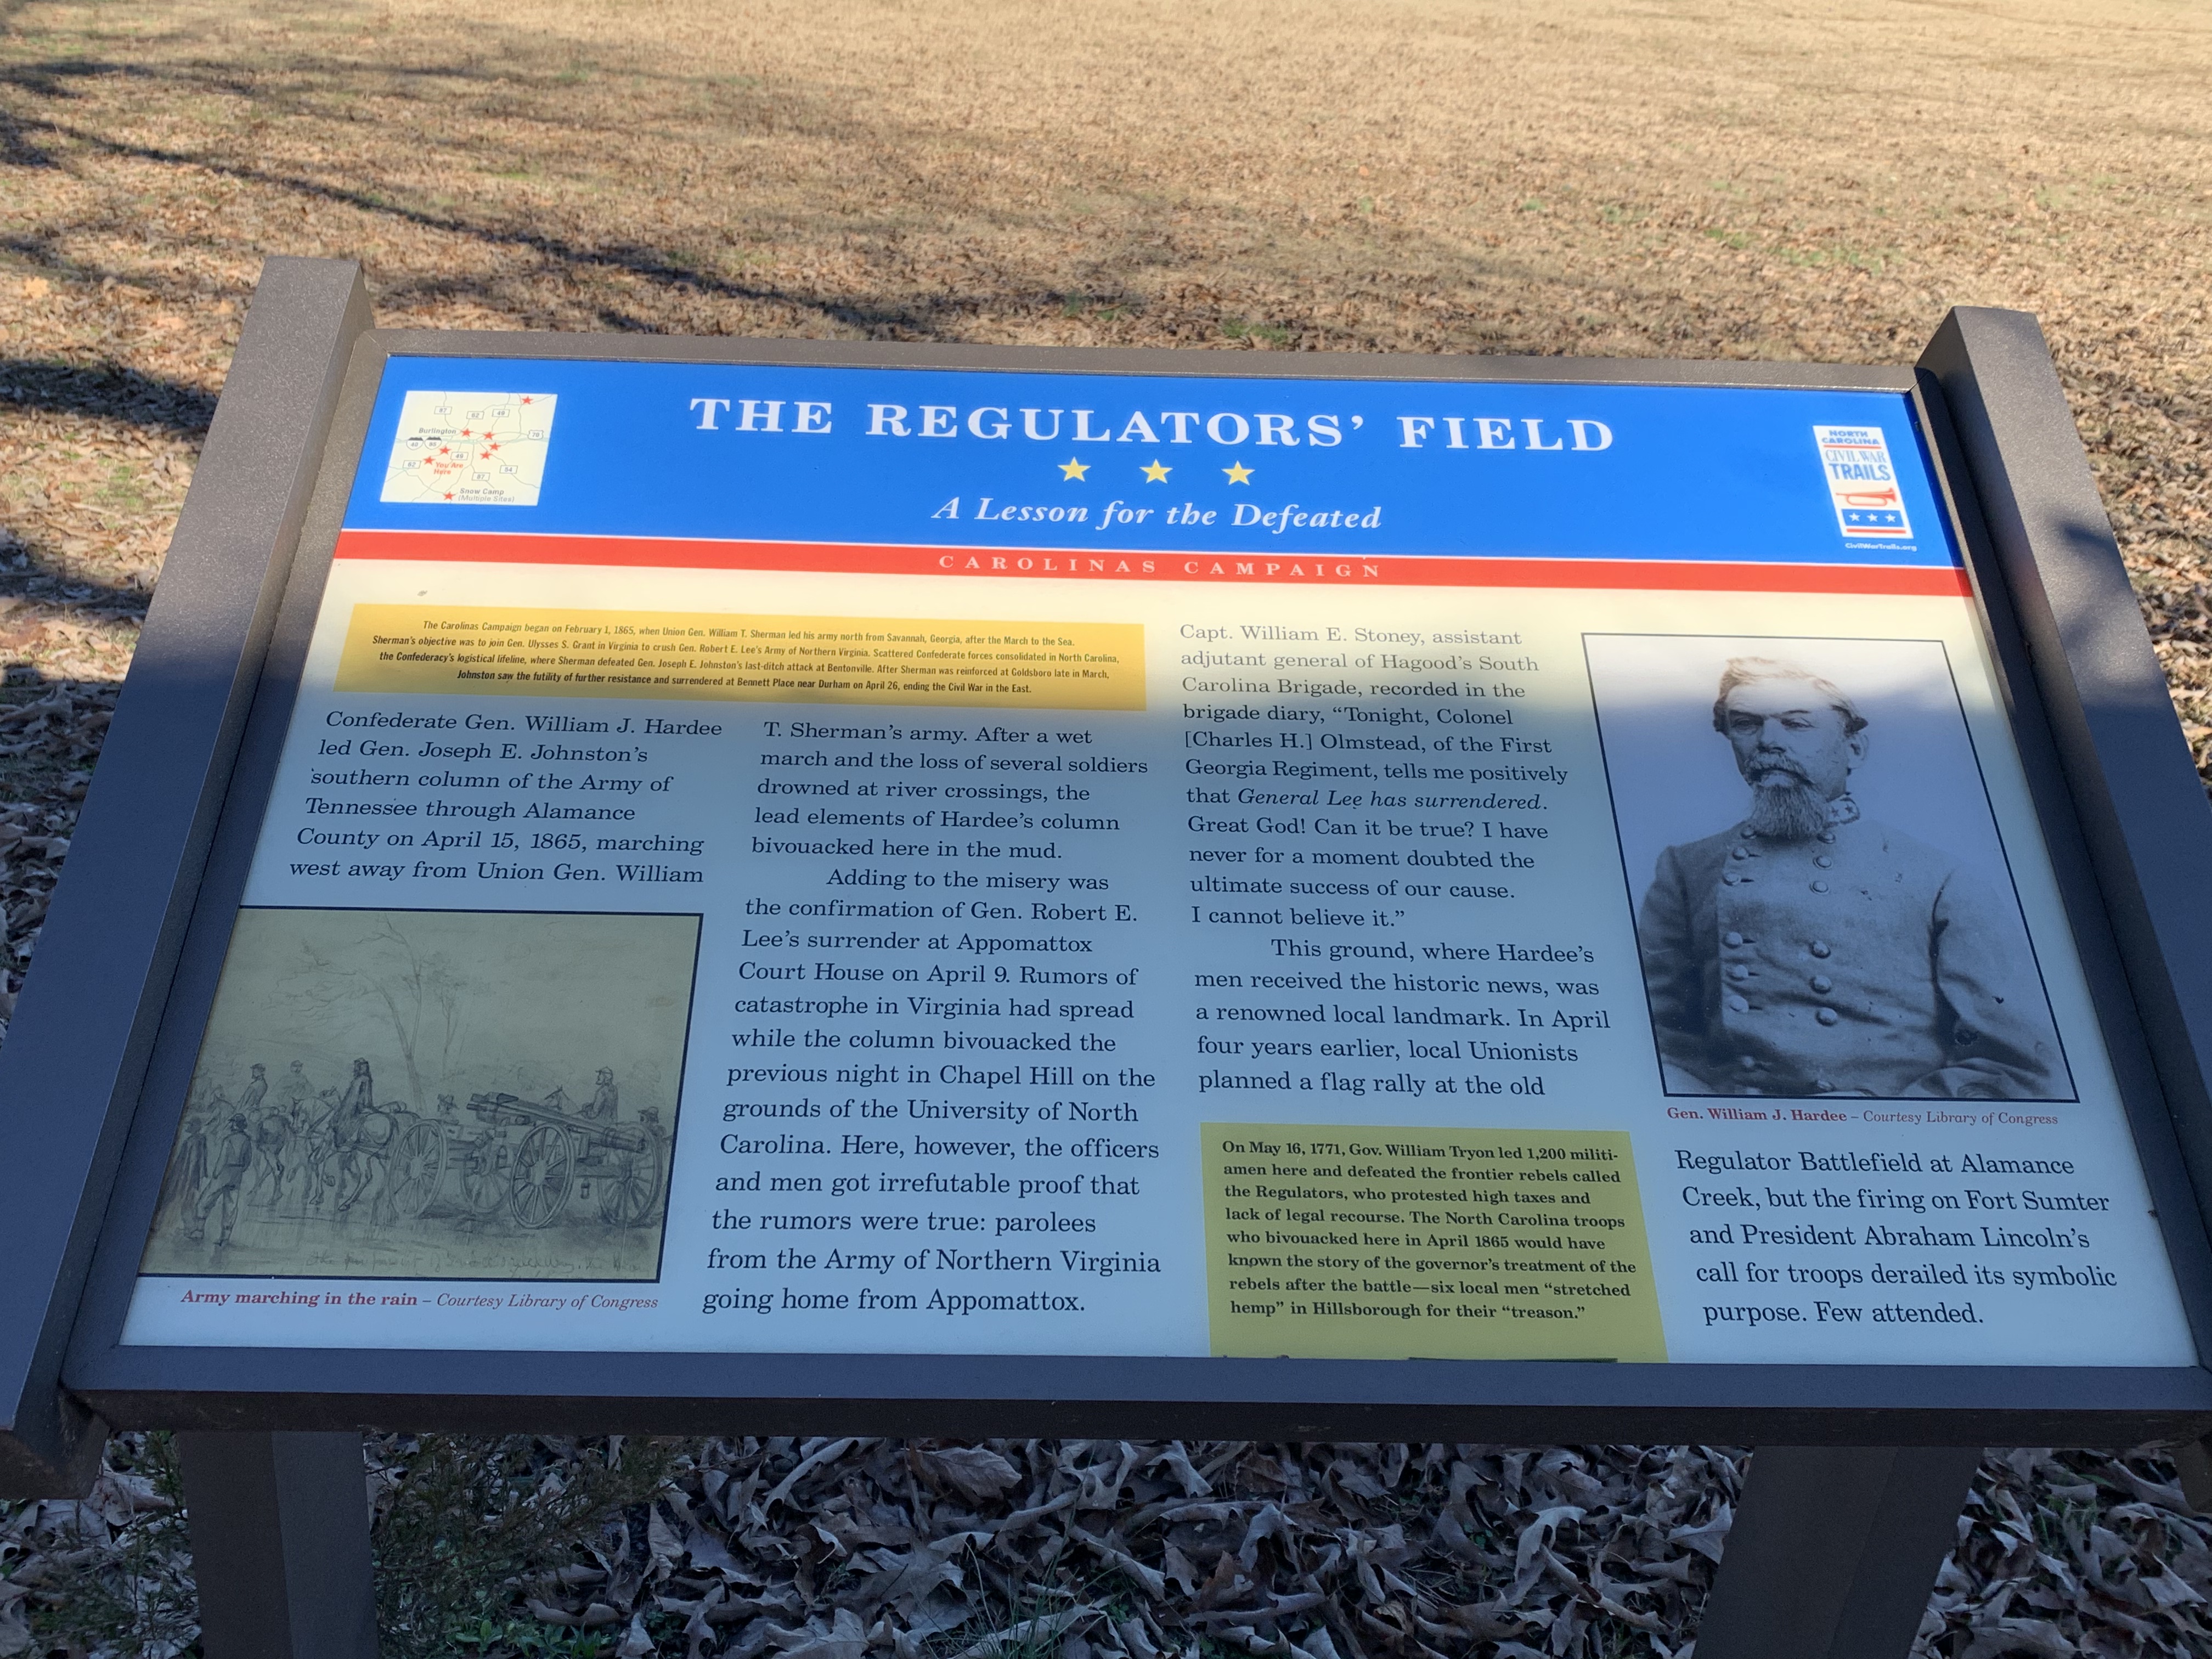 87
62
49
Burlington
70
40
85
49
62
You Are
Here
54
87
Snow Camp
(Multiple Sites)
THE REGULATORS' FIELD
A Lesson for the Defeated
NORTH
CAROLINA
CIVIL WAR
TRAILS
CivilWarTrails.org
CAROLINAS CAMPAIGN
The Carolinas Campaign began on February 1, 1865, when Union Gen. William T. Sherman led his army north from Savannah, Georgia, after the March to the Sea.
Sherman's objective was to join Gen. Ulysses S. Grant in Virginia to crush Gen. Robert E. Lee's Army of Northern Virginia. Scattered Confederate forces consolidated in North Carolina,
the Confederacy's logistical lifeline, where Sherman defeated Gen. Joseph E. Johnston's last-ditch attack at Bentonville. After Sherman was reinforced at Goldsboro late in March,
Johnston saw the futility of further resistance and surrendered at Bennett Place near Durham on April 26, ending the Civil War in the East.
Confederate Gen. William J. Hardee
led Gen. Joseph E. Johnston's
southern column of the Army of
Tennessee through Alamance
County on April 15, 1865, marching
west away from Union Gen. William
Army marching in the rain – Courtesy Library of Congress
T. Sherman's army. After a wet
march and the loss of several soldiers
drowned at river crossings, the
lead elements of Hardee's column
bivouacked here in the mud.
Adding to the misery was
the confirmation of Gen. Robert E.
Lee's surrender at Appomattox
Court House on April 9. Rumors of
catastrophe in Virginia had spread
while the column bivouacked the
previous night in Chapel Hill on the
grounds of the University of North
Carolina. Here, however, the officers
and men got irrefutable proof that
the rumors were true: parolees
from the Army of Northern Virginia
going home from Appomattox.
Capt. William E. Stoney, assistant
adjutant general of Hagood's South
Carolina Brigade, recorded in the
brigade diary, "Tonight, Colonel
[Charles H.] Olmstead, of the First
Georgia Regiment, tells me positively
that General Lee has surrendered.
Great God! Can it be true? I have
never for a moment doubted the
ultimate success of our cause.
I cannot believe it."
This ground, where Hardee's
men received the historic news, was
a renowned local landmark. In April
four years earlier, local Unionists
planned a flag rally at the old
On May 16, 1771, Gov. William Tryon led 1,200 militi-
amen here and defeated the frontier rebels called
the Regulators, who protested high taxes and
lack of legal recourse. The North Carolina troops
who bivouacked here in April 1865 would have
known the story of the governor's treatment of the
rebels after the battle—six local men "stretched
hemp" in Hillsborough for their "treason."
Gen. William J. Hardee – Courtesy Library of Congress
Regulator Battlefield at Alamance
Creek, but the firing on Fort Sumter
and President Abraham Lincoln's
call for troops derailed its symbolic
purpose. Few attended.